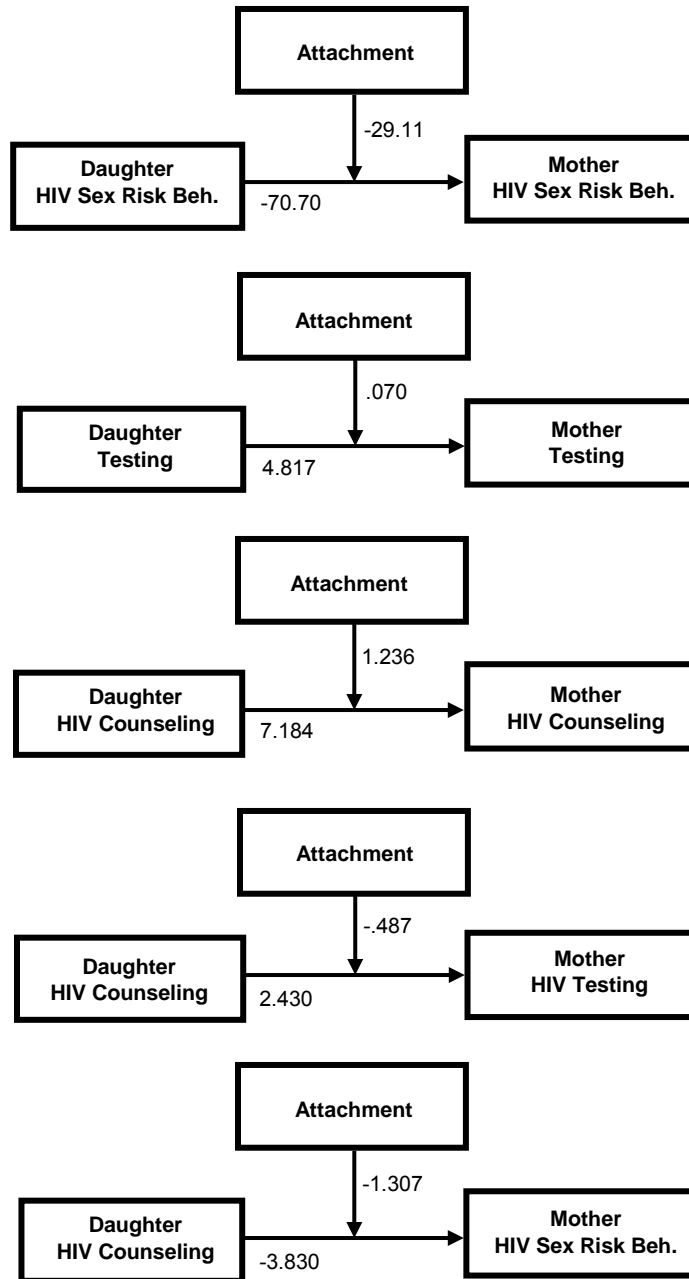 Attachment
-29.11
Daughter
HIV Sex Risk Beh.
-70.70
Mother
HIV Sex Risk Beh.
Attachment
.070
Daughter
Testing
4.817
Mother
Testing
Attachment
1.236
Daughter
HIV Counseling
7.184
Mother
HIV Counseling
Attachment
-.487
Daughter
HIV Counseling
2.430
Mother
HIV Testing
Attachment
-1.307
Daughter
HIV Counseling
-3.830
Mother
HIV Sex Risk Beh.